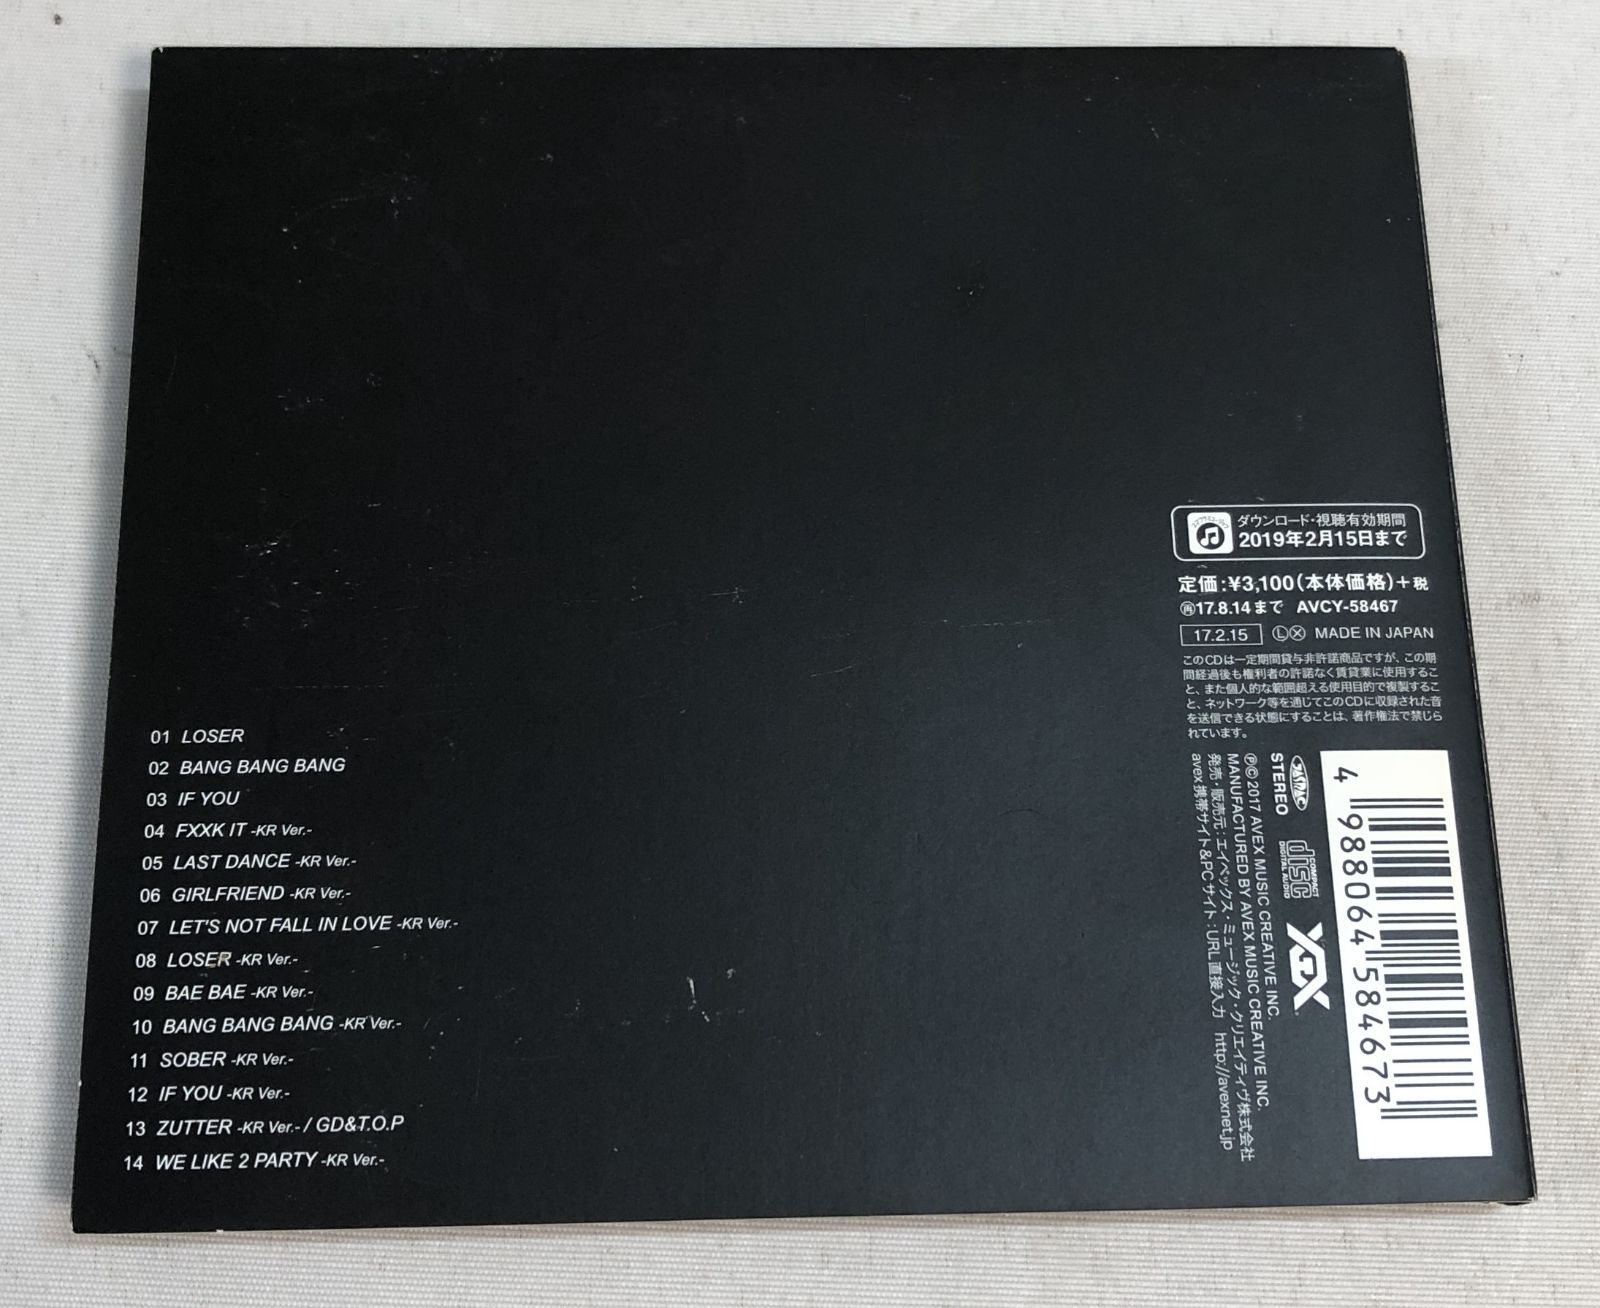 01 LOSER
02 BANG BANG BANG
03 IF YOU
04 FXXK IT -KR Ver.-
05 LAST DANCE -KR Ver.-
06 GIRLFRIEND -KR Ver.-
07 LET'S NOT FALL IN LOVE -KR Ver.-
08 LOSER -KR Ver.-
09 BAE BAE -KR Ver.-
10 BANG BANG BANG -KR Ver.-
11 SOBER -KR Ver.-
12 IF YOU -KR Ver.-
13 ZUTTER -KR Ver.- / GD&T.O.P
14 WE LIKE 2 PARTY -KR Ver.-
ダウンロード・視聴有効期間
2019年2月15日まで
定価:¥3,100(本体価格)+税
㊢17.8.14まで AVCY-58467
17.2.15 ⓁⓍ MADE IN JAPAN
このCDは一定期間貸与非許諾商品ですが、この期
間経過後も権利者の許諾なく賃貸業に使用するこ
と、また個人的な範囲超える使用目的で複製するこ
と、ネットワーク等を通じてこのCDに収録された音
を送信できる状態にすることは、著作権法で禁じら
れています。
JASRAC
STEREO
COMPACT
disc
DIGITAL AUDIO
avex
ⓅⒸ2017 AVEX MUSIC CREATIVE INC.
MANUFACTURED BY AVEX MUSIC CREATIVE INC.
発売・販売元:エイベックス・ミュージック・クリエイティヴ株式会社
avex携帯サイト&PCサイト:URL直接入力 http://avexnet.jp
4 988064 584673